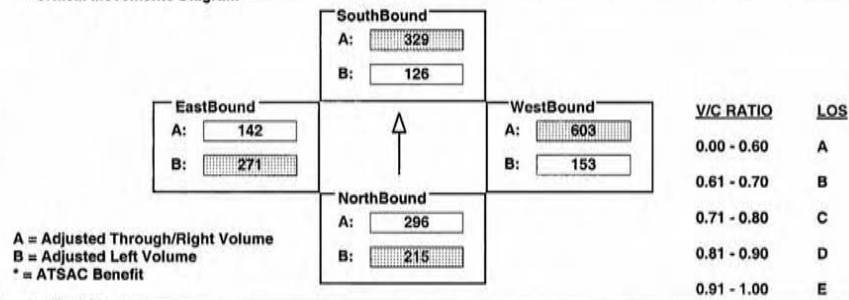 SouthBound
A: 329
B: 126
EastBound
A: 142
B: 271
WestBound
A: 603
B: 153
NorthBound
A: 296
B: 215
V/C RATIO LOS
0.00 - 0.60 A
0.61 - 0.70 B
0.71 - 0.80 C
0.81 - 0.90 D
0.91 - 1.00 E
A = Adjusted Through/Right Volume
B = Adjusted Left Volume
* = ATSAC Benefit